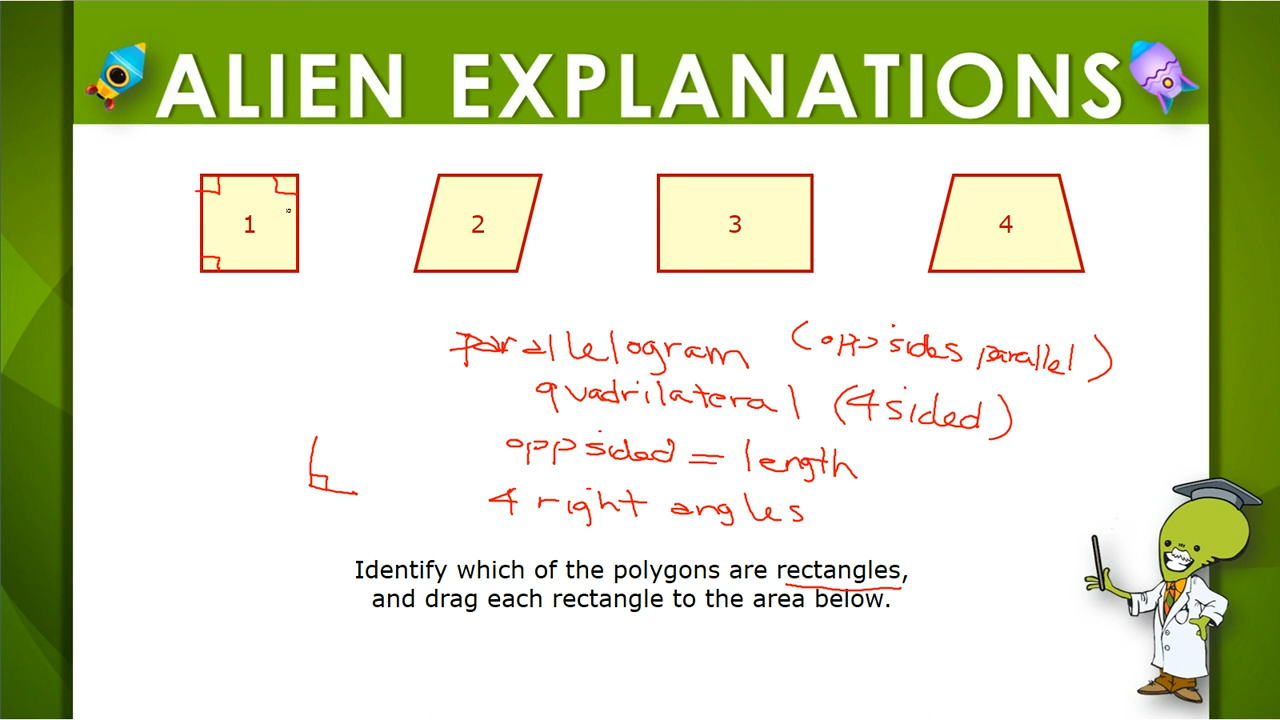 ALIEN EXPLANATIONS
1 2 3 4
parallelogram (opp sides parallel)
quadrilateral (4 sided)
opp sided = length
4 right angles
Identify which of the polygons are rectangles,
and drag each rectangle to the area below.